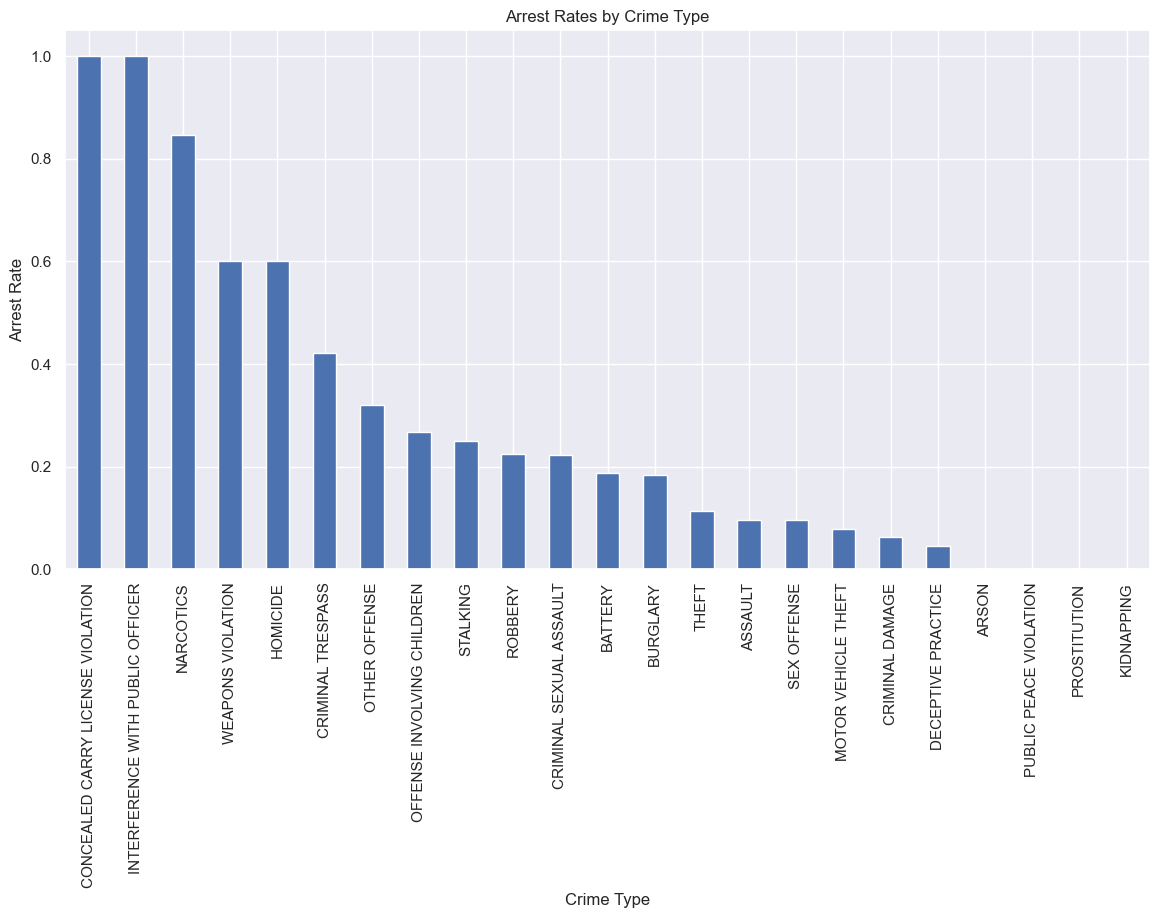 Arrest Rates by Crime Type
Arrest Rate
1.0
0.8
0.6
0.4
0.2
0.0
CONCEALED CARRY LICENSE VIOLATION
INTERFERENCE WITH PUBLIC OFFICER
NARCOTICS
WEAPONS VIOLATION
HOMICIDE
CRIMINAL TRESPASS
OTHER OFFENSE
OFFENSE INVOLVING CHILDREN
STALKING
ROBBERY
CRIMINAL SEXUAL ASSAULT
BATTERY
BURGLARY
THEFT
ASSAULT
SEX OFFENSE
MOTOR VEHICLE THEFT
CRIMINAL DAMAGE
DECEPTIVE PRACTICE
ARSON
PUBLIC PEACE VIOLATION
PROSTITUTION
KIDNAPPING
Crime Type